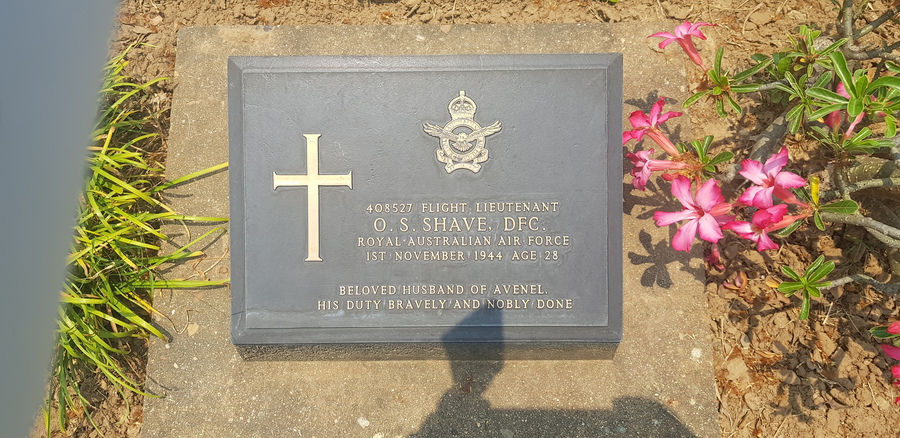 408527 FLIGHT LIEUTENANT
O. S. SHAVE, DFC.
ROYAL AUSTRALIAN AIR FORCE
1ST NOVEMBER 1944 AGE 28
BELOVED HUSBAND OF AVENEL.
HIS DUTY BRAVELY AND NOBLY DONE